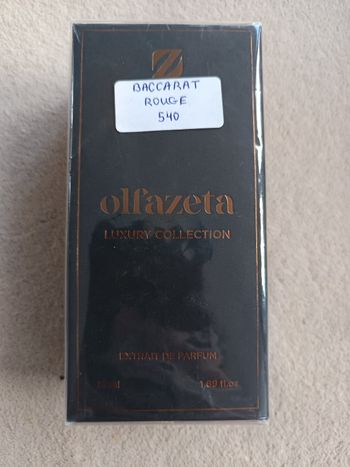 BACCARAT
ROUGE
540
olfazeta
LUXURY COLLECTION
EXTRAIT DE PARFUM
1,69 fl.oz